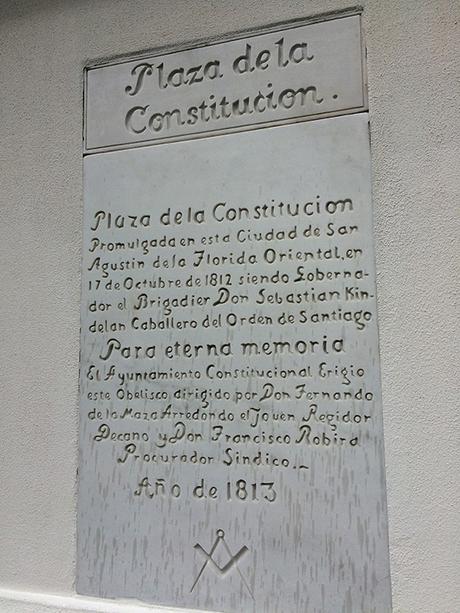 Plaza de la
Constitucion.
Plaza de la Constitucion
Promulgada en esta Ciudad de San
Agustin de la Florida Oriental, en
17 de Octubre de 1812 siendo Goberna-
dor el Brigadier Don Sebastian Kin-
delan Caballero del Orden de Santiago
Para eterna memoria
El Ayuntamiento Constitucional Erigio
este Obelisco dirigido por Don Fernando
de la Maza Arredondo el Joven Regidor
Decano y Don Francisco Robira
Procurador Sindico._
Año de 1813